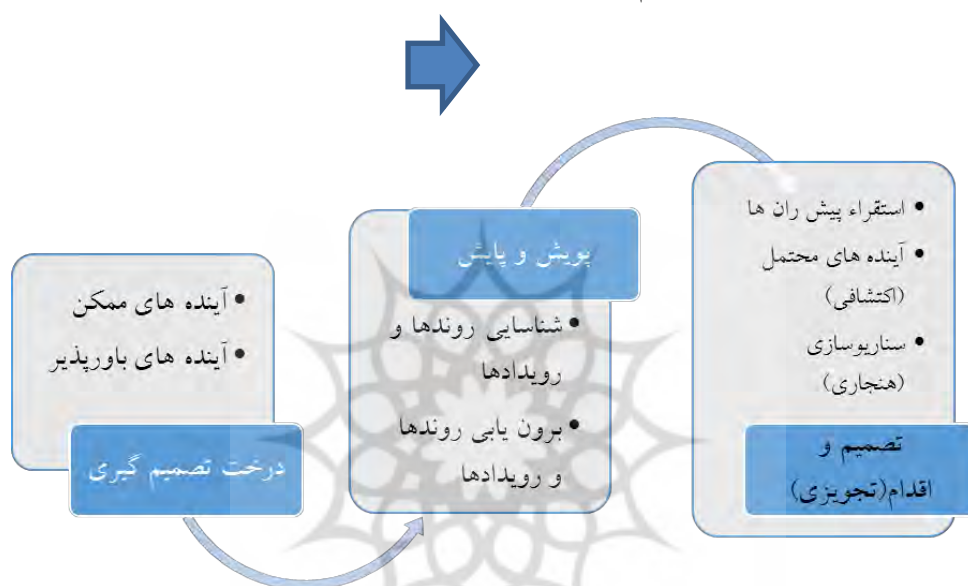 • آینده های ممکن
• آینده های باورپذیر
درخت تصمیم گیری
پویش و پایش
• شناسایی روندها و
رویدادها
• برون یابی روندها
و رویدادها
• استقراء پیش ران ها
• آینده های محتمل
(اکتشافی)
• سناریوسازی
(هنجاری)
تصمیم و
اقدام(تجویزی)